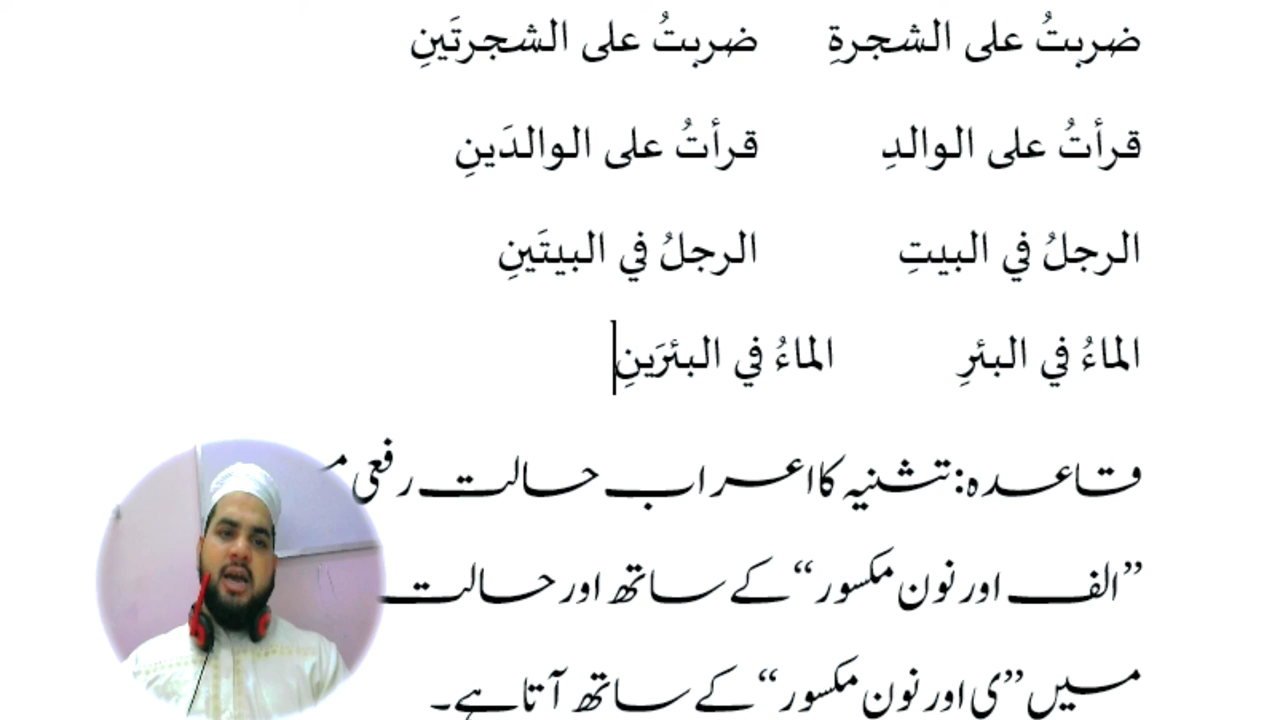 ضربتُ على الشجرةِ ضربتُ على الشجرتَينِ
قرأتُ على الوالدِ قرأتُ على الوالدَينِ
الرجلُ في البيتِ الرجلُ في البيتَينِ
الماءُ في البئرِ الماءُ في البئرَينِ
قاعدہ: تثنیہ کا اعراب حالت رفعی
”الف اور نون مکسور“ کے ساتھ اور حالت
میں ”ی اور نون مکسور“ کے ساتھ آتا ہے۔